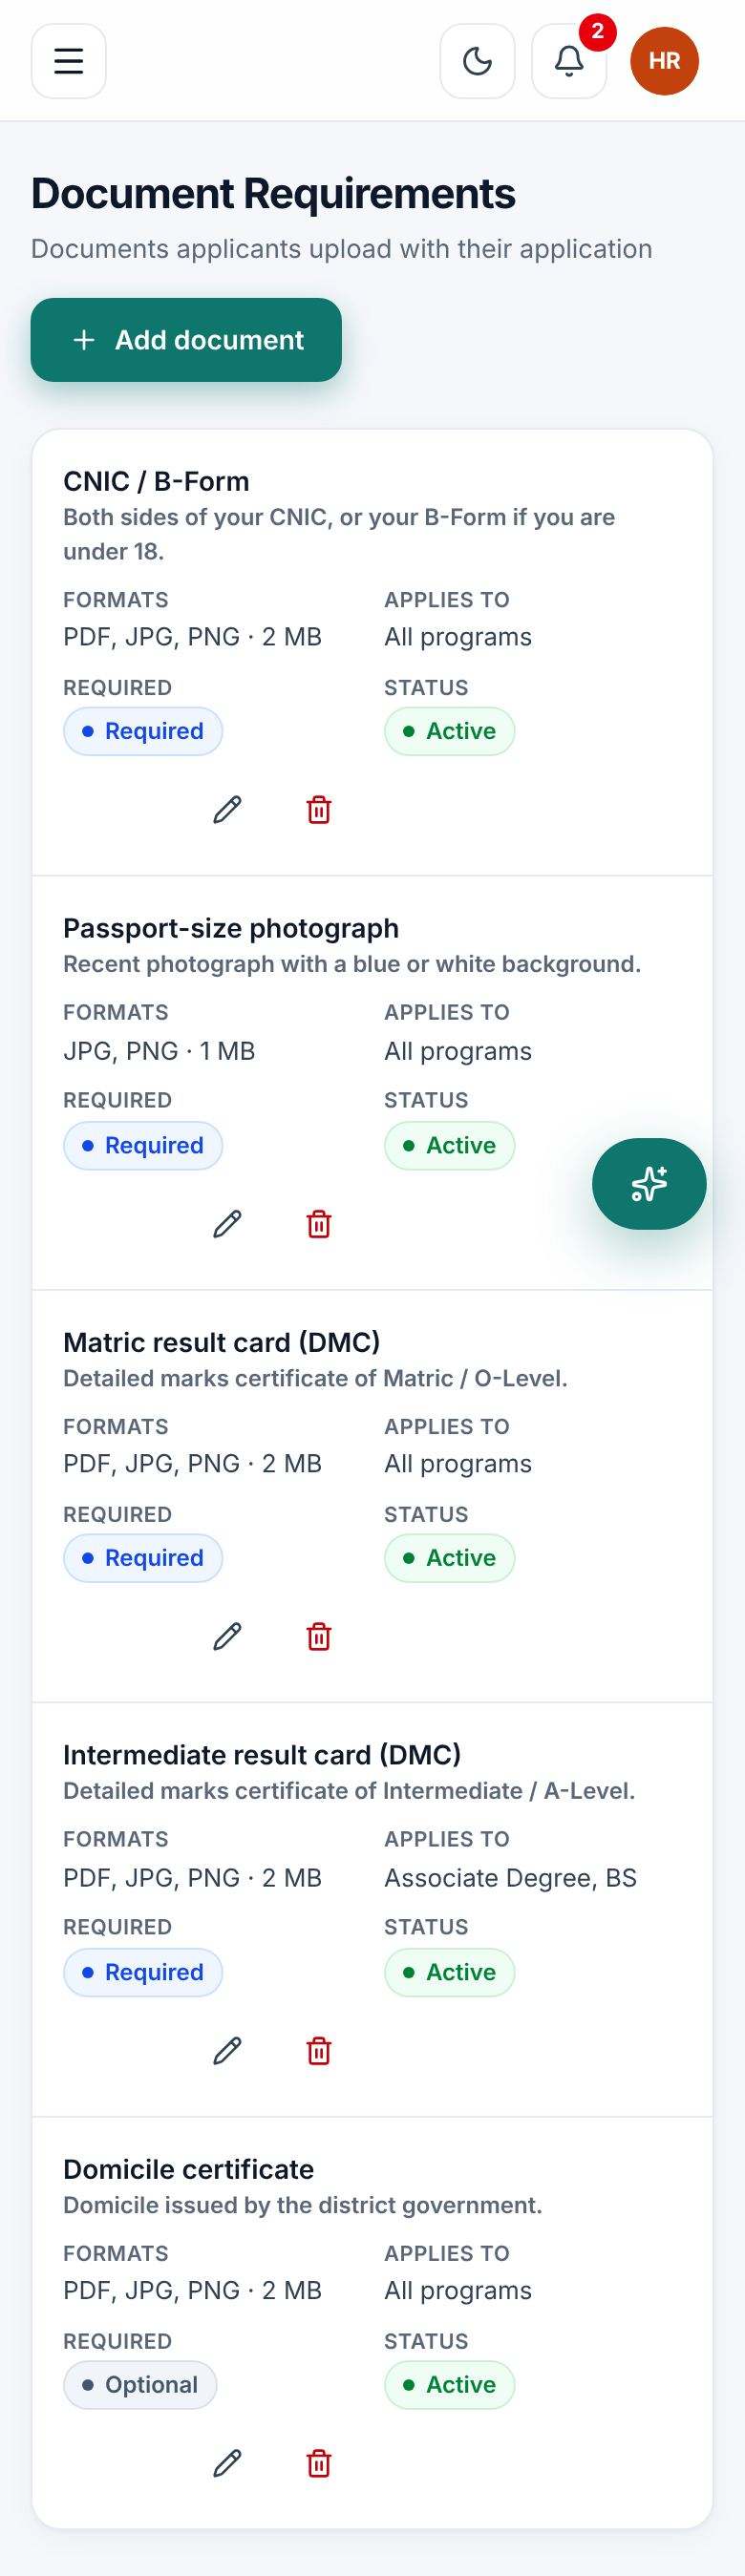 2
HR
Document Requirements
Documents applicants upload with their application
Add document
CNIC / B-Form
Both sides of your CNIC, or your B-Form if you are
under 18.
FORMATS APPLIES TO
PDF, JPG, PNG · 2 MB All programs
REQUIRED STATUS
Required Active
Passport-size photograph
Recent photograph with a blue or white background.
FORMATS APPLIES TO
JPG, PNG · 1 MB All programs
REQUIRED STATUS
Required Active
Matric result card (DMC)
Detailed marks certificate of Matric / O-Level.
FORMATS APPLIES TO
PDF, JPG, PNG · 2 MB All programs
REQUIRED STATUS
Required Active
Intermediate result card (DMC)
Detailed marks certificate of Intermediate / A-Level.
FORMATS APPLIES TO
PDF, JPG, PNG · 2 MB Associate Degree, BS
REQUIRED STATUS
Required Active
Domicile certificate
Domicile issued by the district government.
FORMATS APPLIES TO
PDF, JPG, PNG · 2 MB All programs
REQUIRED STATUS
Optional Active